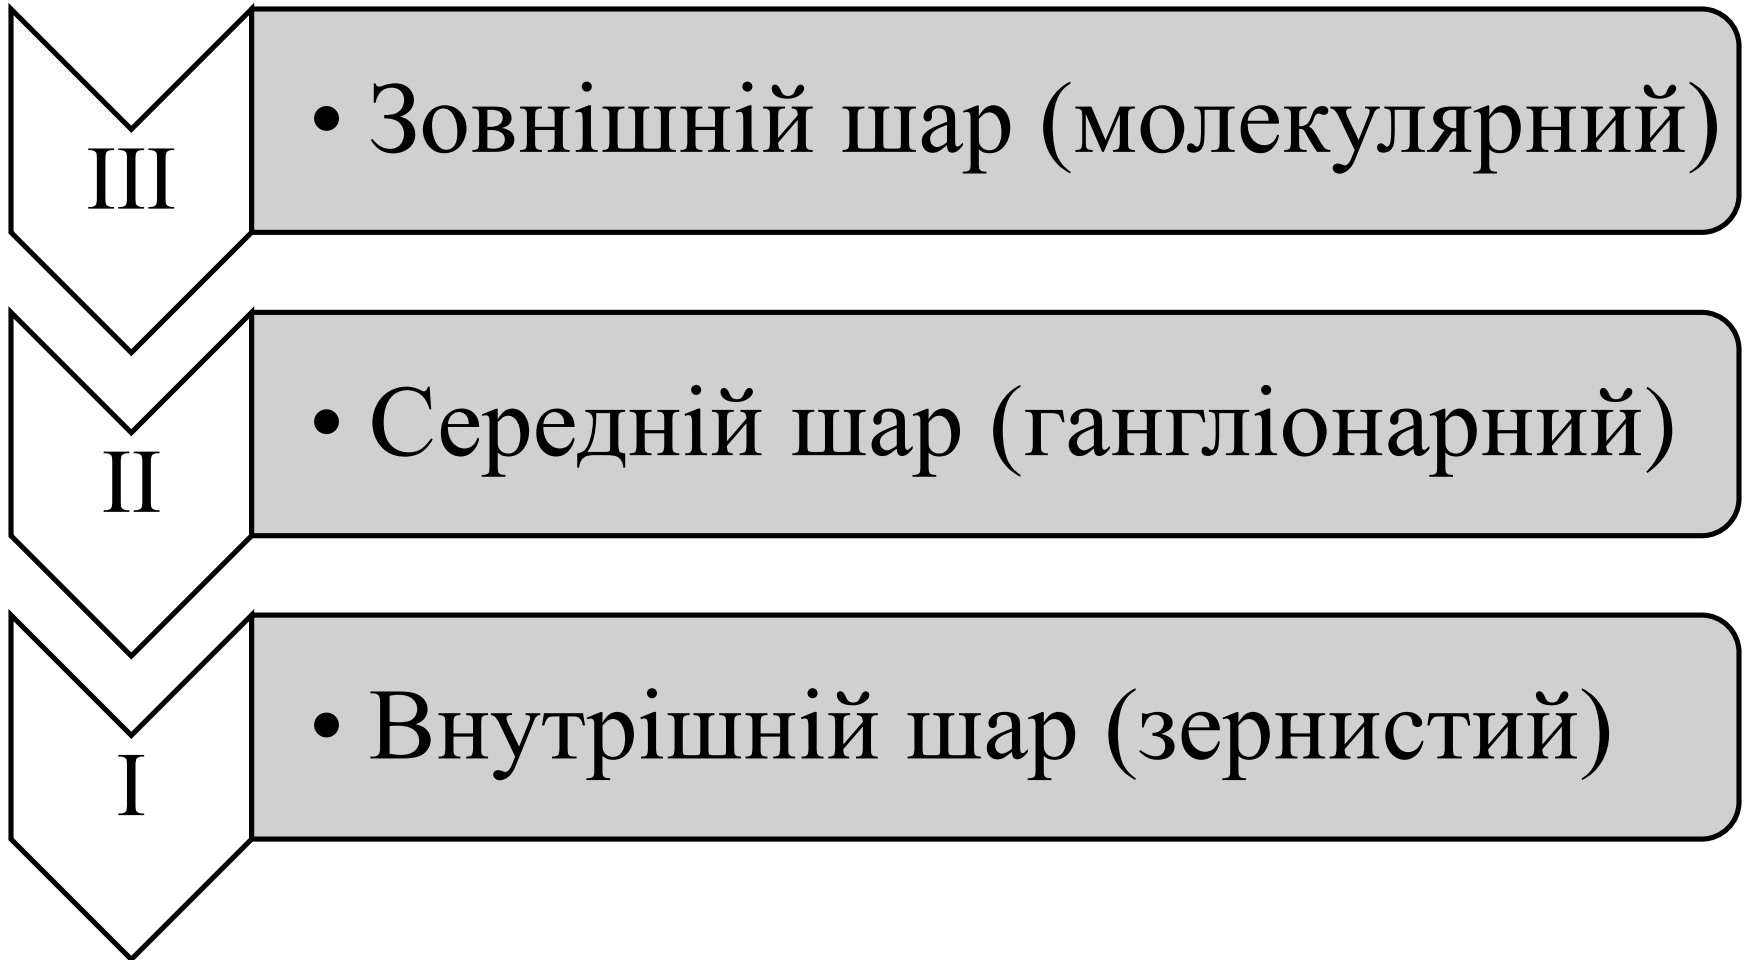 III
• Зовнішній шар (молекулярний)
II
• Середній шар (гангліонарний)
I
• Внутрішній шар (зернистий)